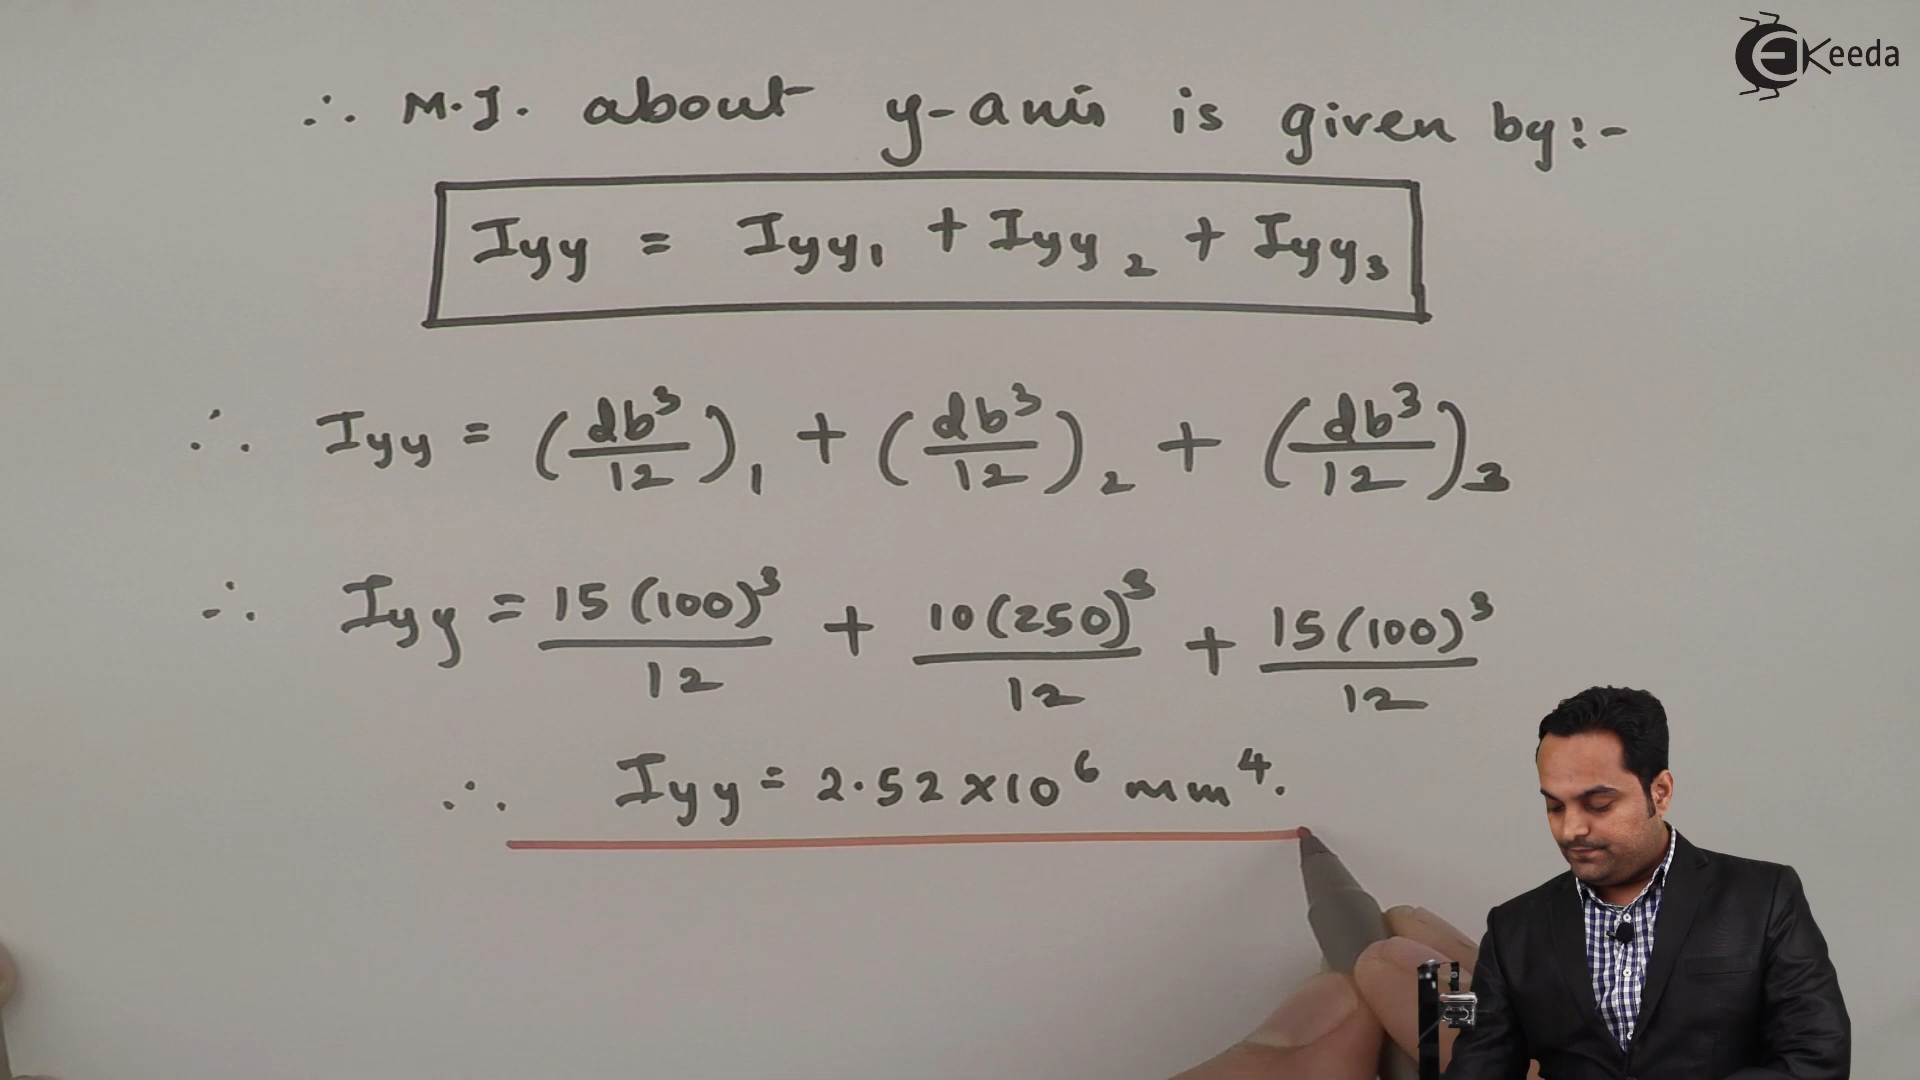 EKeeda
∴ M.I. about y-axis is given by:-
Iyy = Iyy₁ + Iyy₂ + Iyy₃
∴ Iyy = (db³/12)₁ + (db³/12)₂ + (db³/12)₃
∴ Iyy = 15(100)³/12 + 10(250)³/12 + 15(100)³/12
∴ Iyy = 2.52×10⁶ mm⁴.